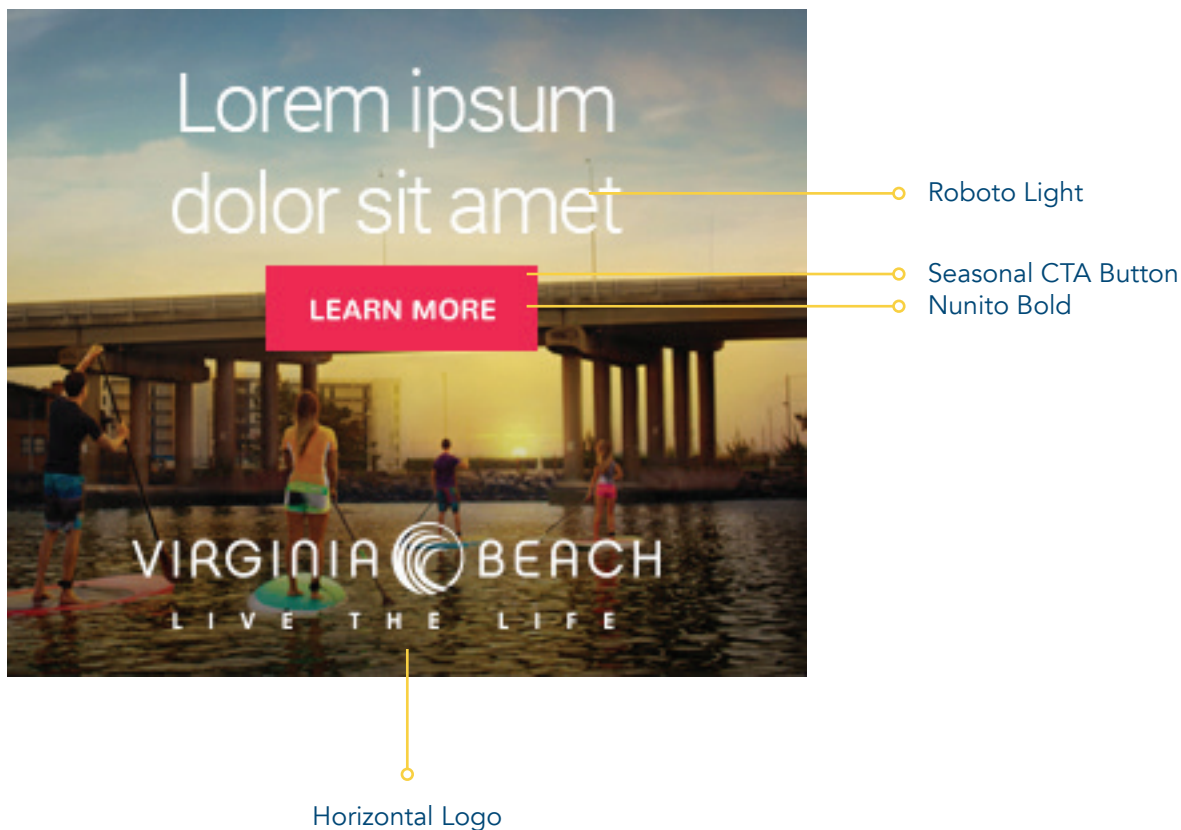 Lorem ipsum
dolor sit amet
Roboto Light
Seasonal CTA Button
LEARN MORE
Nunito Bold
VIRGINIA BEACH
LIVE THE LIFE
Horizontal Logo